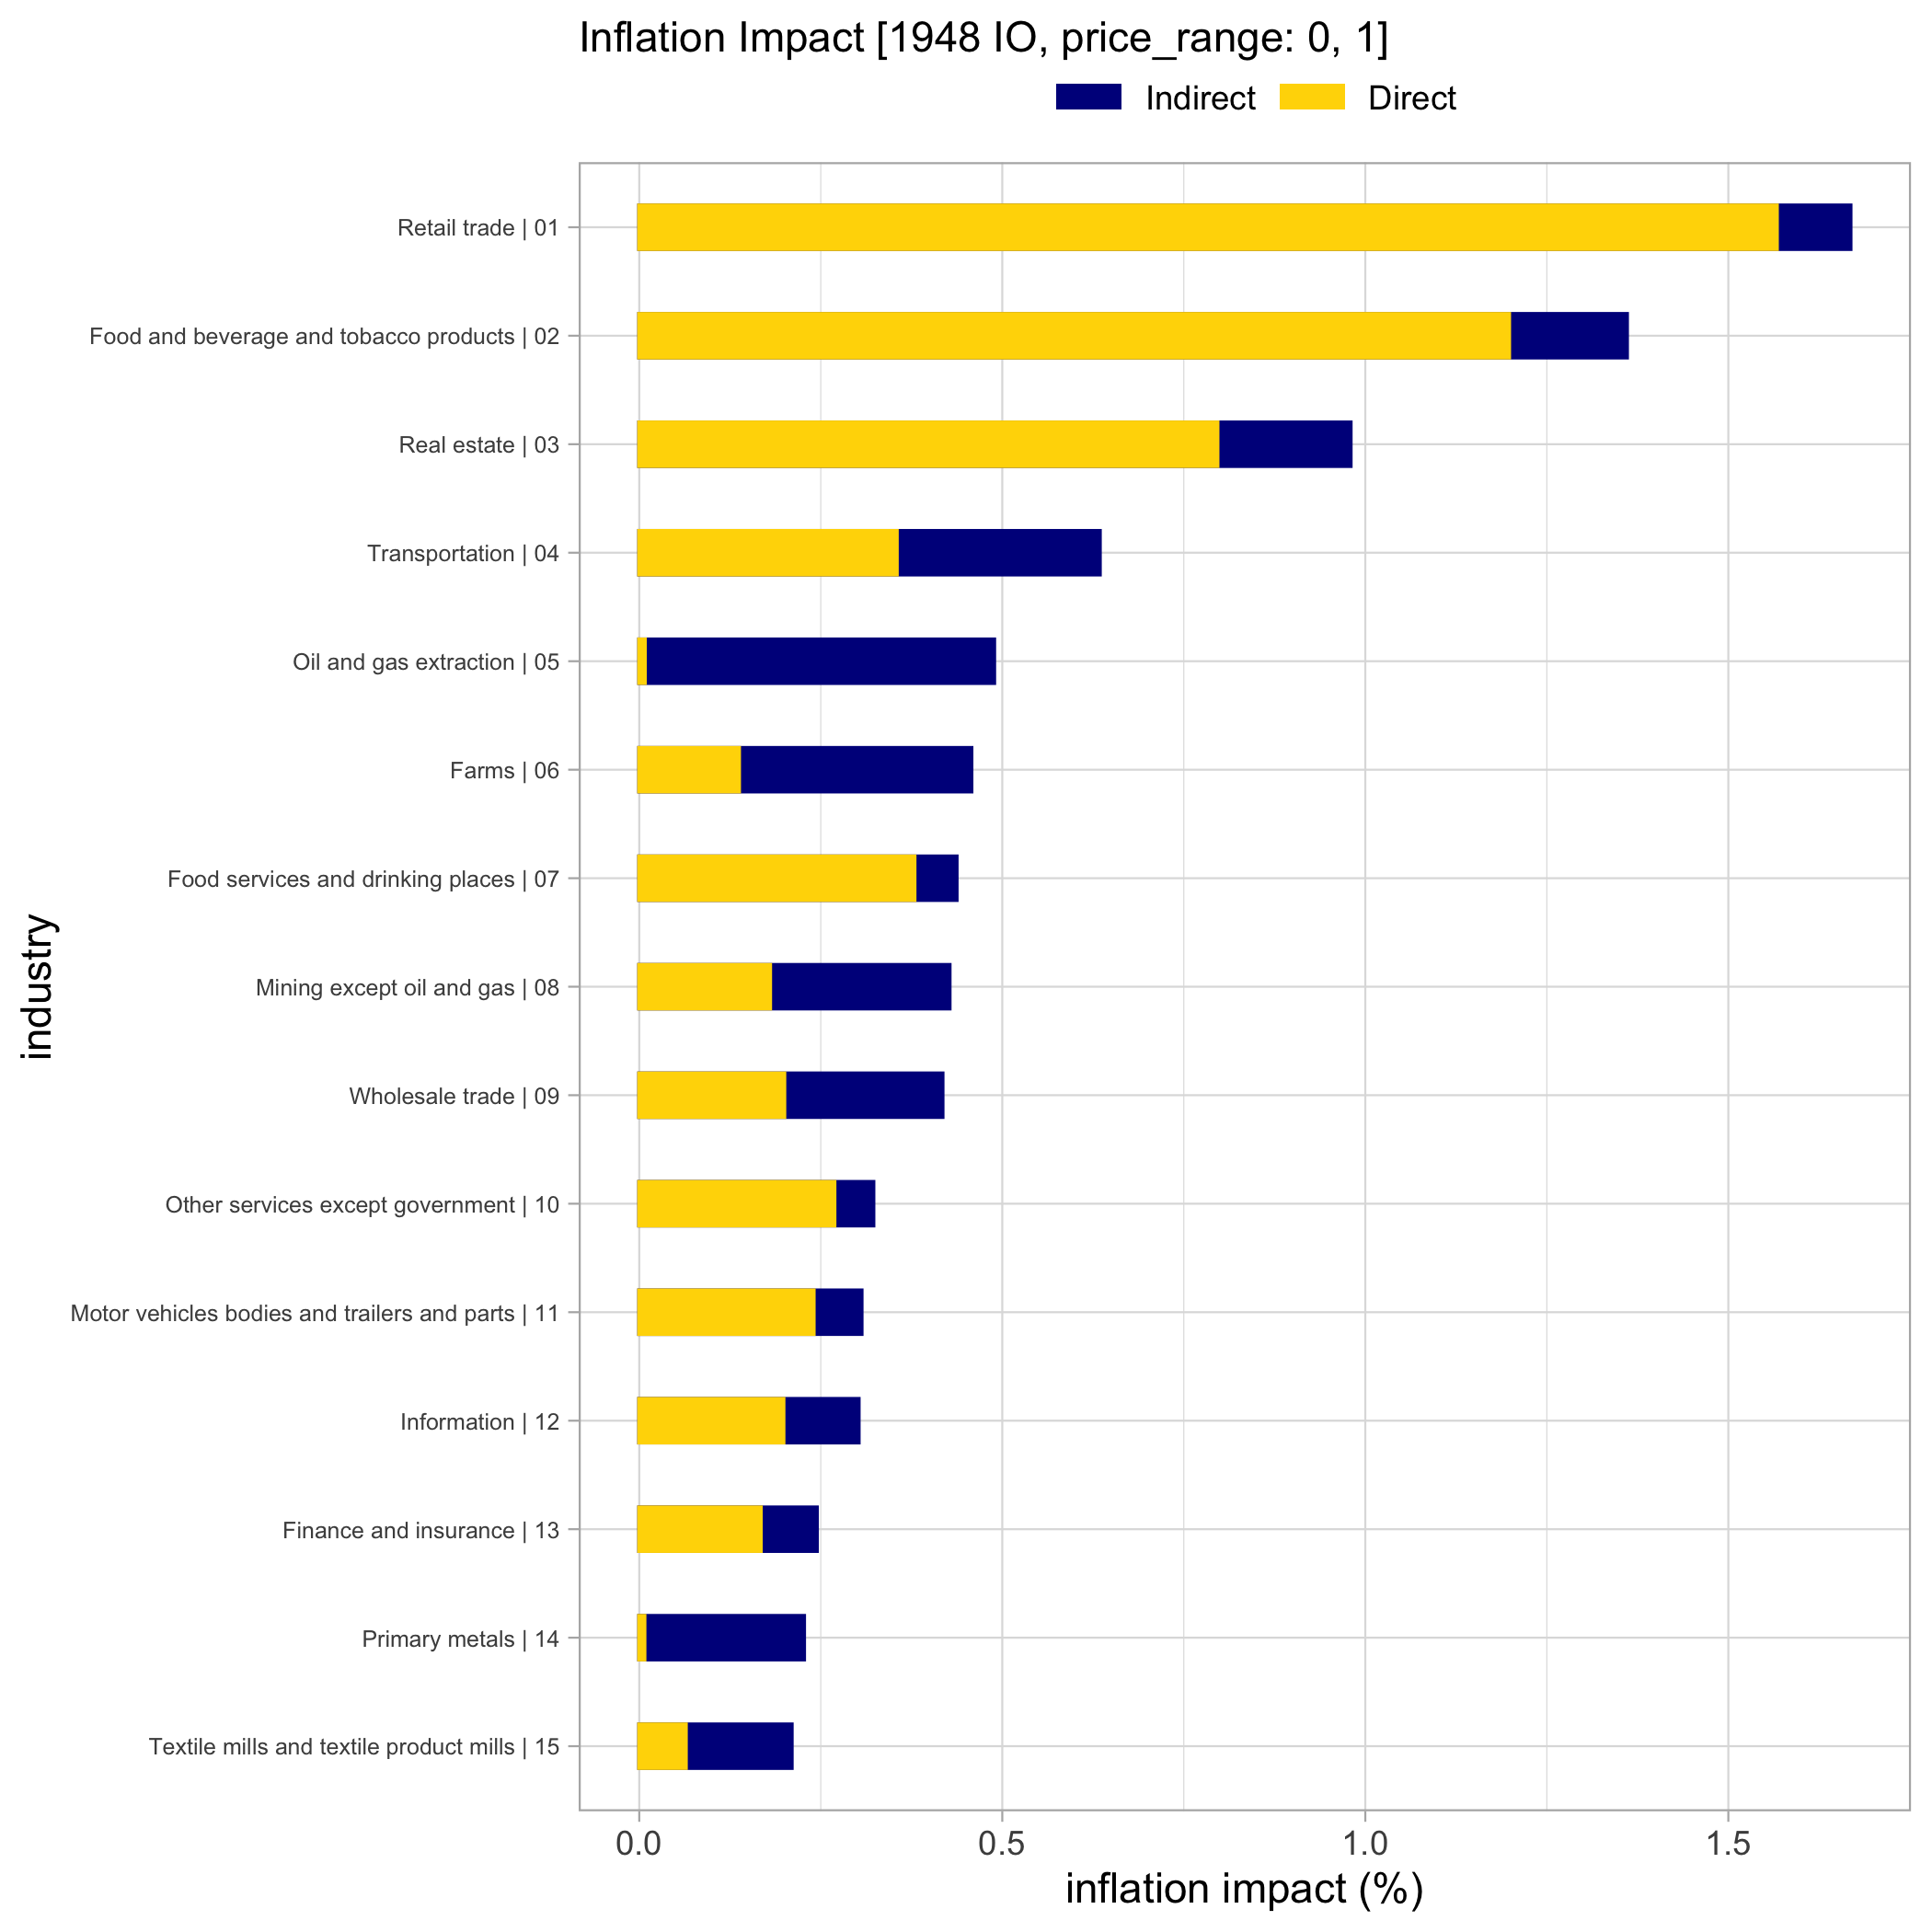 Inflation Impact [1948 IO, price_range: 0, 1]
Indirect Direct
Retail trade | 01
Food and beverage and tobacco products | 02
Real estate | 03
Transportation | 04
Oil and gas extraction | 05
Farms | 06
Food services and drinking places | 07
Mining except oil and gas | 08
Wholesale trade | 09
Other services except government | 10
Motor vehicles bodies and trailers and parts | 11
Information | 12
Finance and insurance | 13
Primary metals | 14
Textile mills and textile product mills | 15
industry
0.0 0.5 1.0 1.5
inflation impact (%)